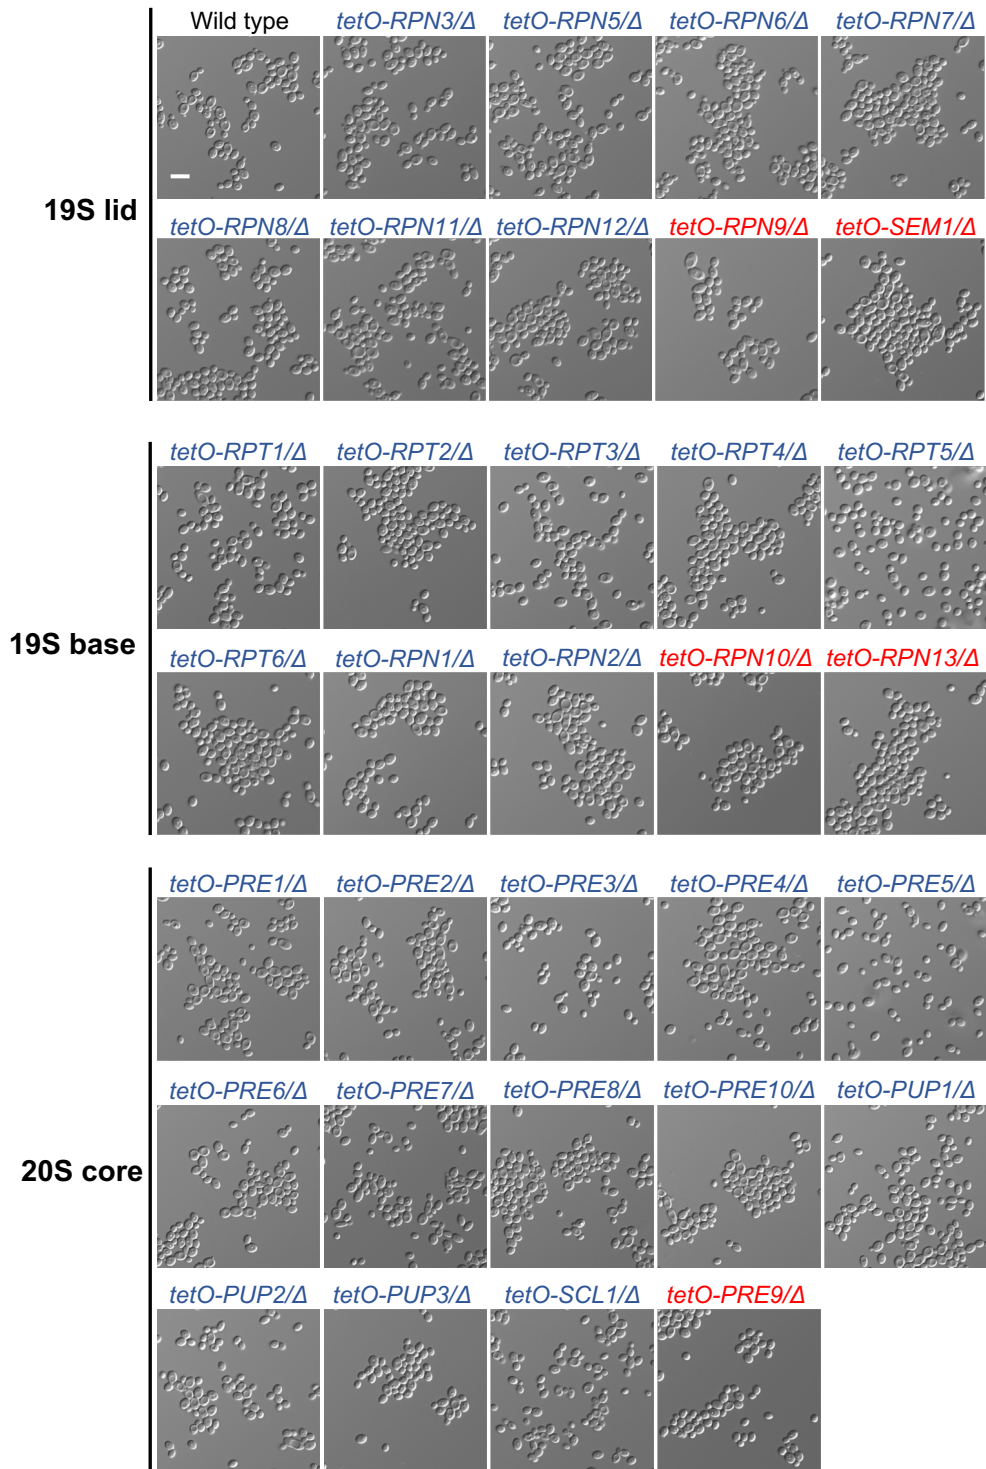 Wild type tetO-RPN3/Δ tetO-RPN5/Δ tetO-RPN6/Δ tetO-RPN7/Δ
19S lid
tetO-RPN8/Δ tetO-RPN11/Δ tetO-RPN12/Δ tetO-RPN9/Δ tetO-SEM1/Δ
tetO-RPT1/Δ tetO-RPT2/Δ tetO-RPT3/Δ tetO-RPT4/Δ tetO-RPT5/Δ
19S base
tetO-RPT6/Δ tetO-RPN1/Δ tetO-RPN2/Δ tetO-RPN10/Δ tetO-RPN13/Δ
tetO-PRE1/Δ tetO-PRE2/Δ tetO-PRE3/Δ tetO-PRE4/Δ tetO-PRE5/Δ
tetO-PRE6/Δ tetO-PRE7/Δ tetO-PRE8/Δ tetO-PRE10/Δ tetO-PUP1/Δ
20S core
tetO-PUP2/Δ tetO-PUP3/Δ tetO-SCL1/Δ tetO-PRE9/Δ